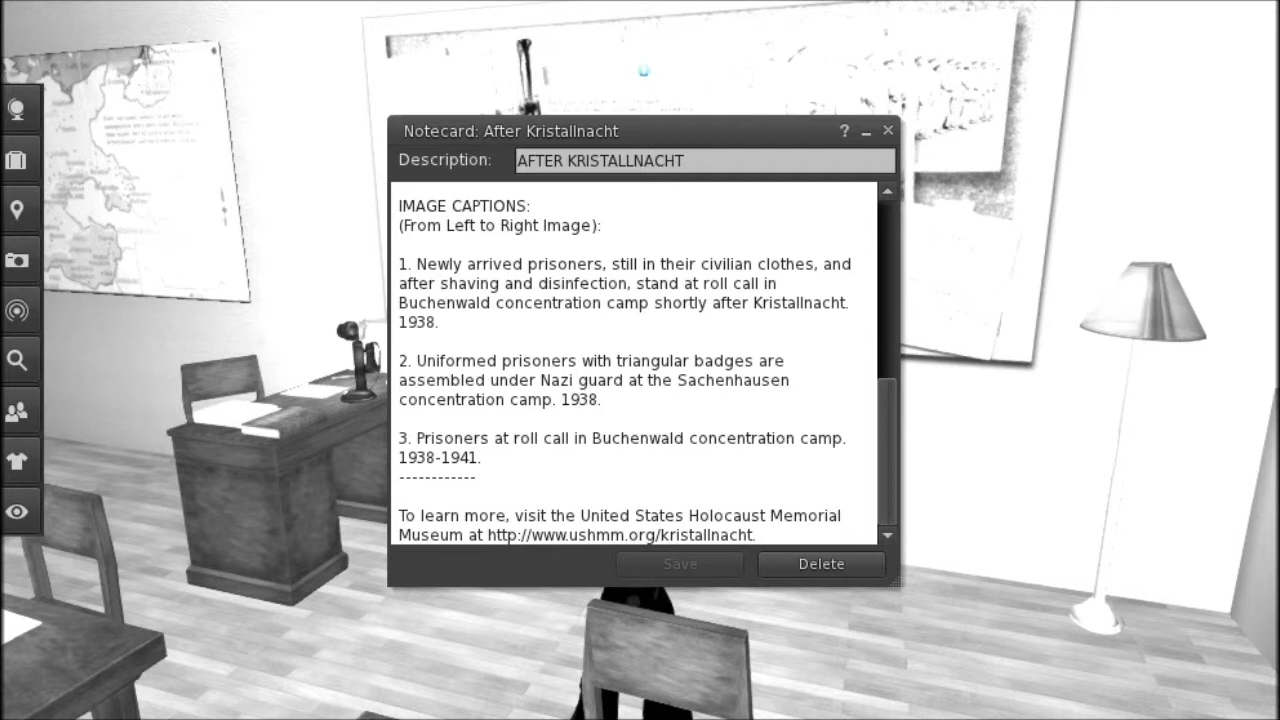 Notecard: After Kristallnacht
Description:
AFTER KRISTALLNACHT
IMAGE CAPTIONS:
(From Left to Right Image):
1. Newly arrived prisoners, still in their civilian clothes, and
after shaving and disinfection, stand at roll call in
Buchenwald concentration camp shortly after Kristallnacht.
1938.
2. Uniformed prisoners with triangular badges are
assembled under Nazi guard at the Sachenhausen
concentration camp. 1938.
3. Prisoners at roll call in Buchenwald concentration camp.
1938-1941.
------------
To learn more, visit the United States Holocaust Memorial
Museum at http://www.ushmm.org/kristallnacht.
Save
Delete